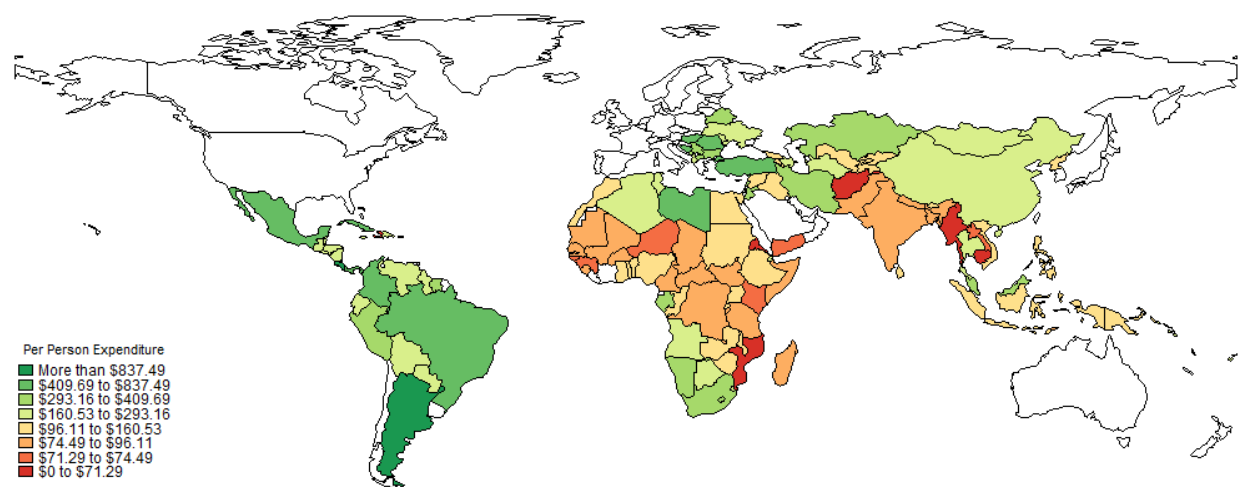 Per Person Expenditure
More than $837.49
$409.69 to $837.49
$293.16 to $409.69
$160.53 to $293.16
$96.11 to $160.53
$74.49 to $96.11
$71.29 to $74.49
$0 to $71.29